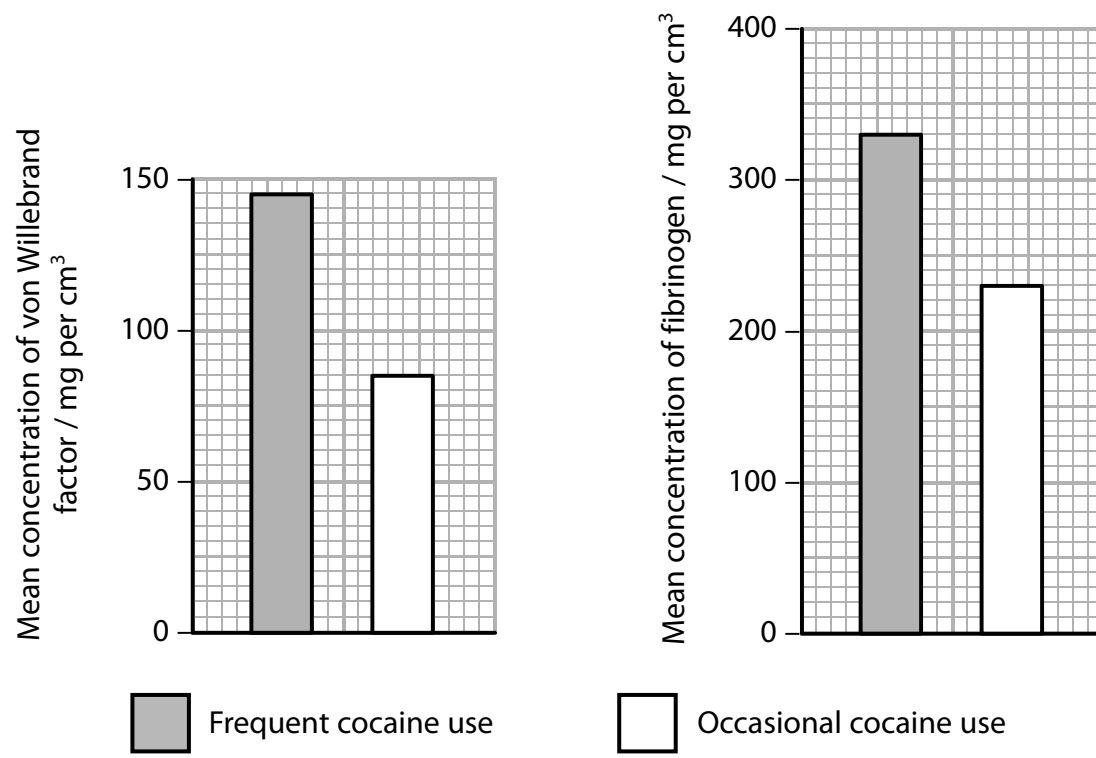 Mean concentration of von Willebrand
factor / mg per cm³
150
100
50
0
Mean concentration of fibrinogen / mg per cm³
400
300
200
100
0
Frequent cocaine use
Occasional cocaine use